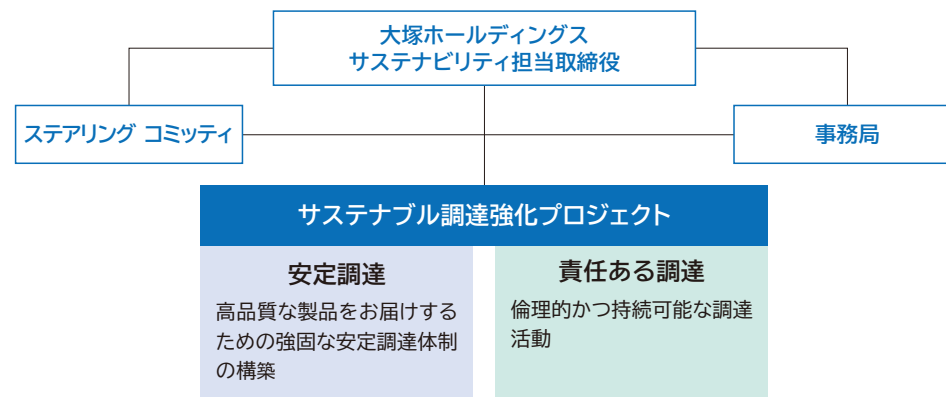 大塚ホールディングス
サステナビリティ担当取締役
ステアリング コミッティ
事務局
サステナブル調達強化プロジェクト
安定調達
高品質な製品をお届けする
ための強固な安定調達体制
の構築
責任ある調達
倫理的かつ持続可能な調達
活動